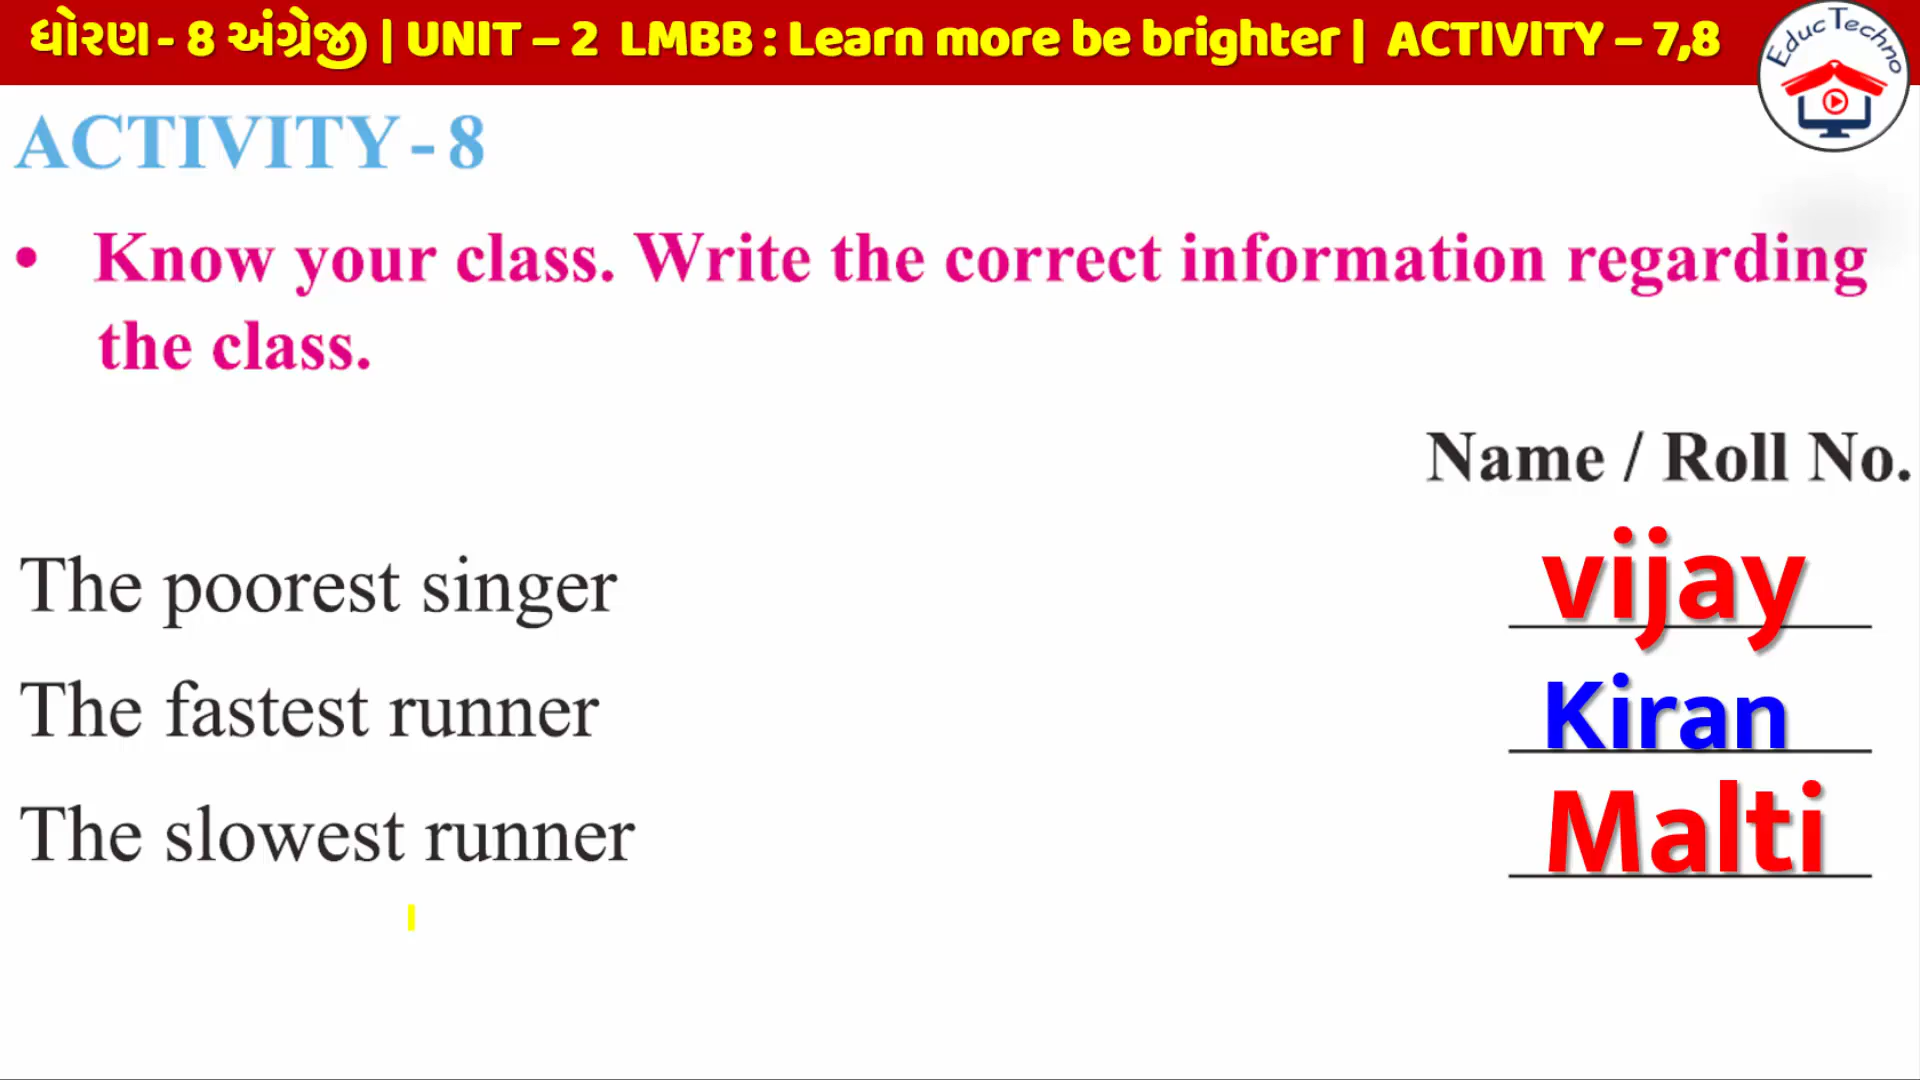 ધોરણ - 8 અંગ્રેજી | UNIT – 2 LMBB : Learn more be brighter | ACTIVITY – 7,8
Educ Techno
ACTIVITY - 8
• Know your class. Write the correct information regarding
the class.
Name / Roll No.
The poorest singer vijay
The fastest runner Kiran
The slowest runner Malti